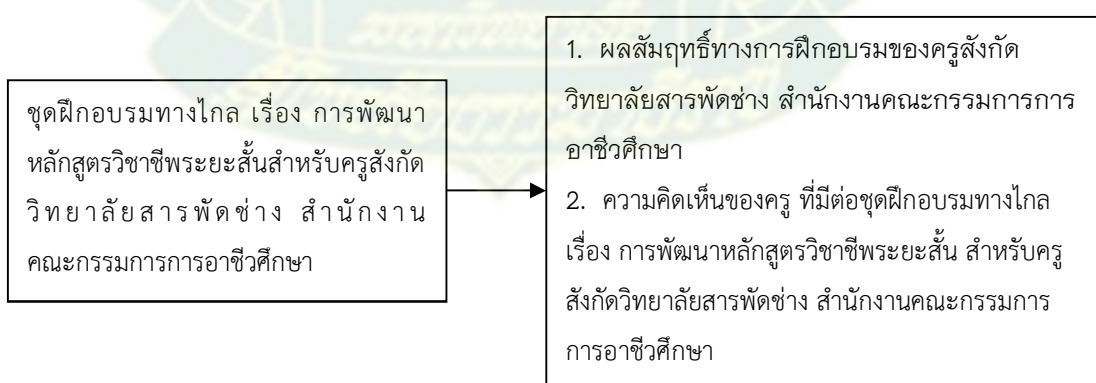 ชุดฝึกอบรมทางไกล เรื่อง การพัฒนา
หลักสูตรวิชาชีพระยะสั้นสำหรับครูสังกัด
วิทยาลัยสารพัดช่าง สำนักงาน
คณะกรรมการการอาชีวศึกษา
1. ผลสัมฤทธิ์ทางการฝึกอบรมของครูสังกัด
วิทยาลัยสารพัดช่าง สำนักงานคณะกรรมการการ
อาชีวศึกษา
2. ความคิดเห็นของครู ที่มีต่อชุดฝึกอบรมทางไกล
เรื่อง การพัฒนาหลักสูตรวิชาชีพระยะสั้น สำหรับครู
สังกัดวิทยาลัยสารพัดช่าง สำนักงานคณะกรรมการ
การอาชีวศึกษา